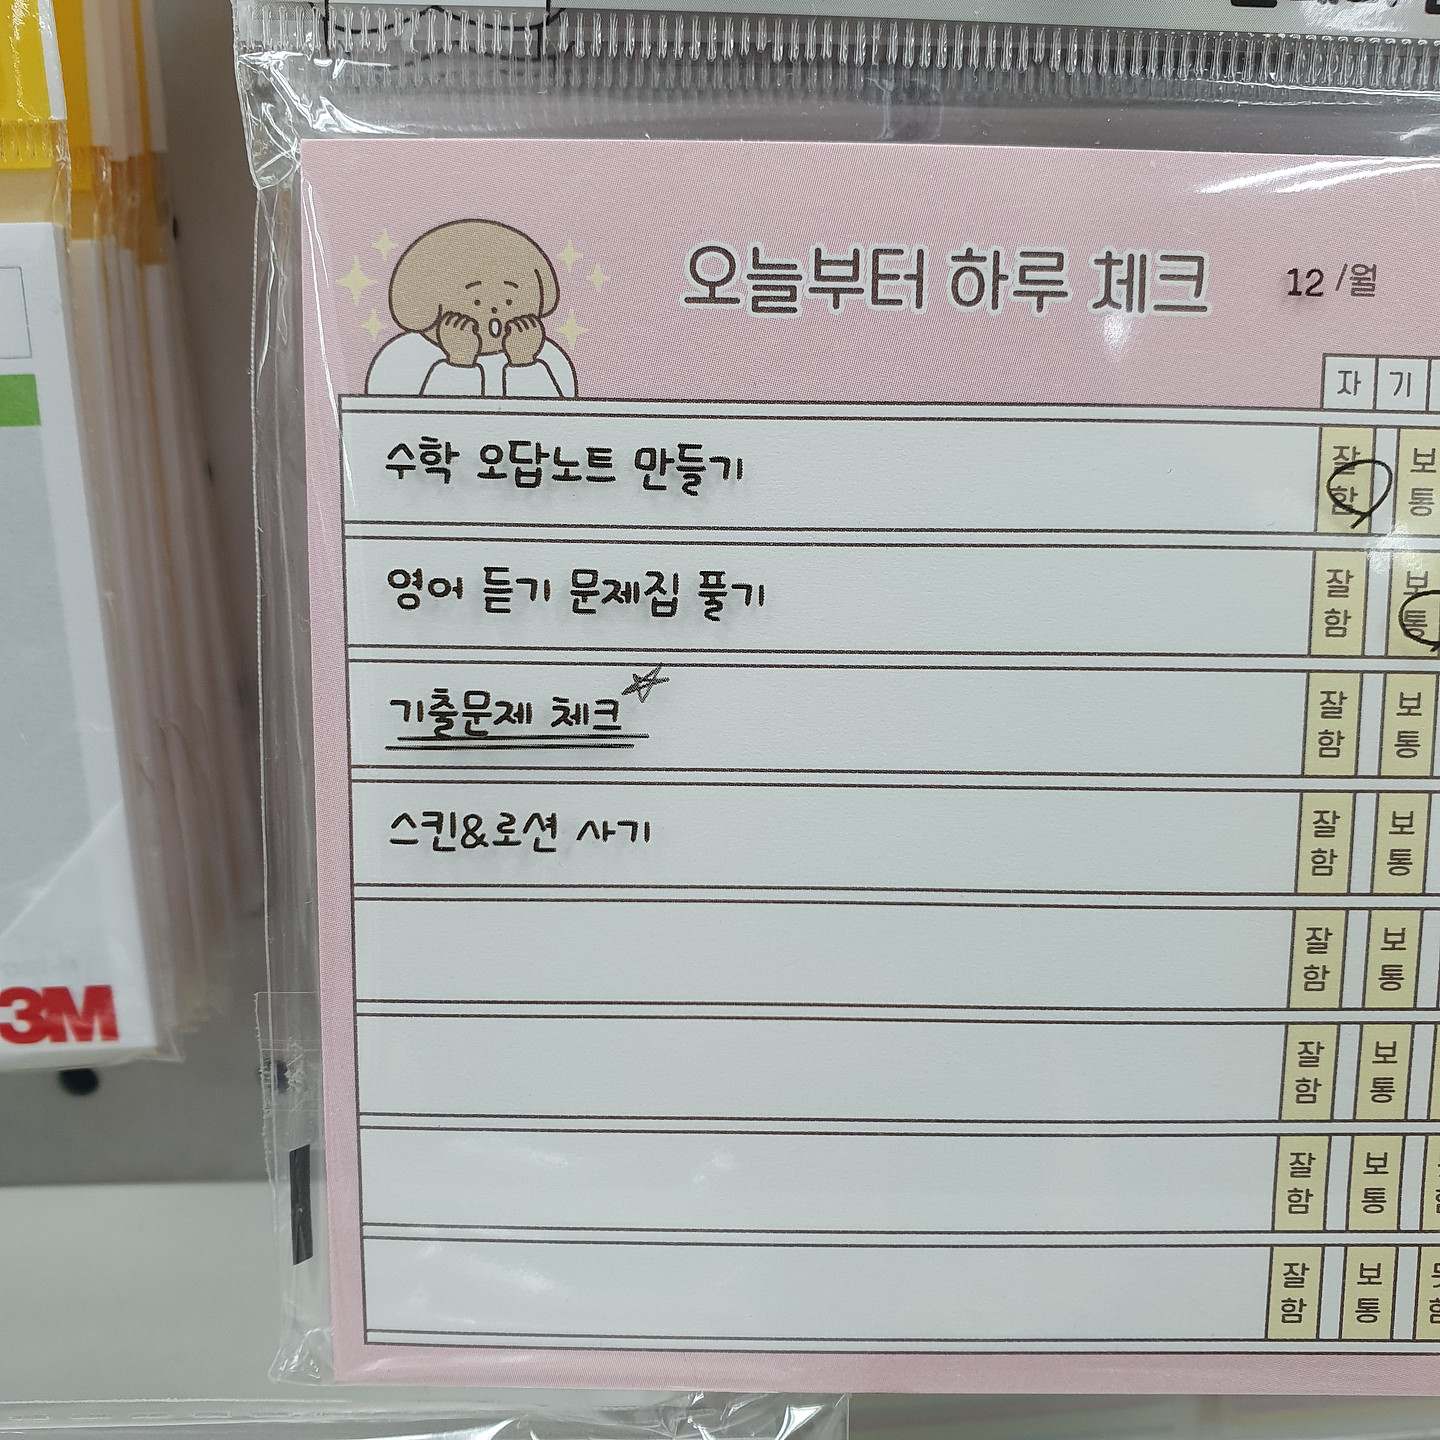 오늘부터 하루 체크 12 /월
자 기
수학 오답노트 만들기 잘함 보통
영어 듣기 문제집 풀기 잘함 보통
기출문제 체크 잘함 보통
스킨&로션 사기 잘함 보통
잘함 보통
잘함 보통
잘함 보통
잘함 보통
3M